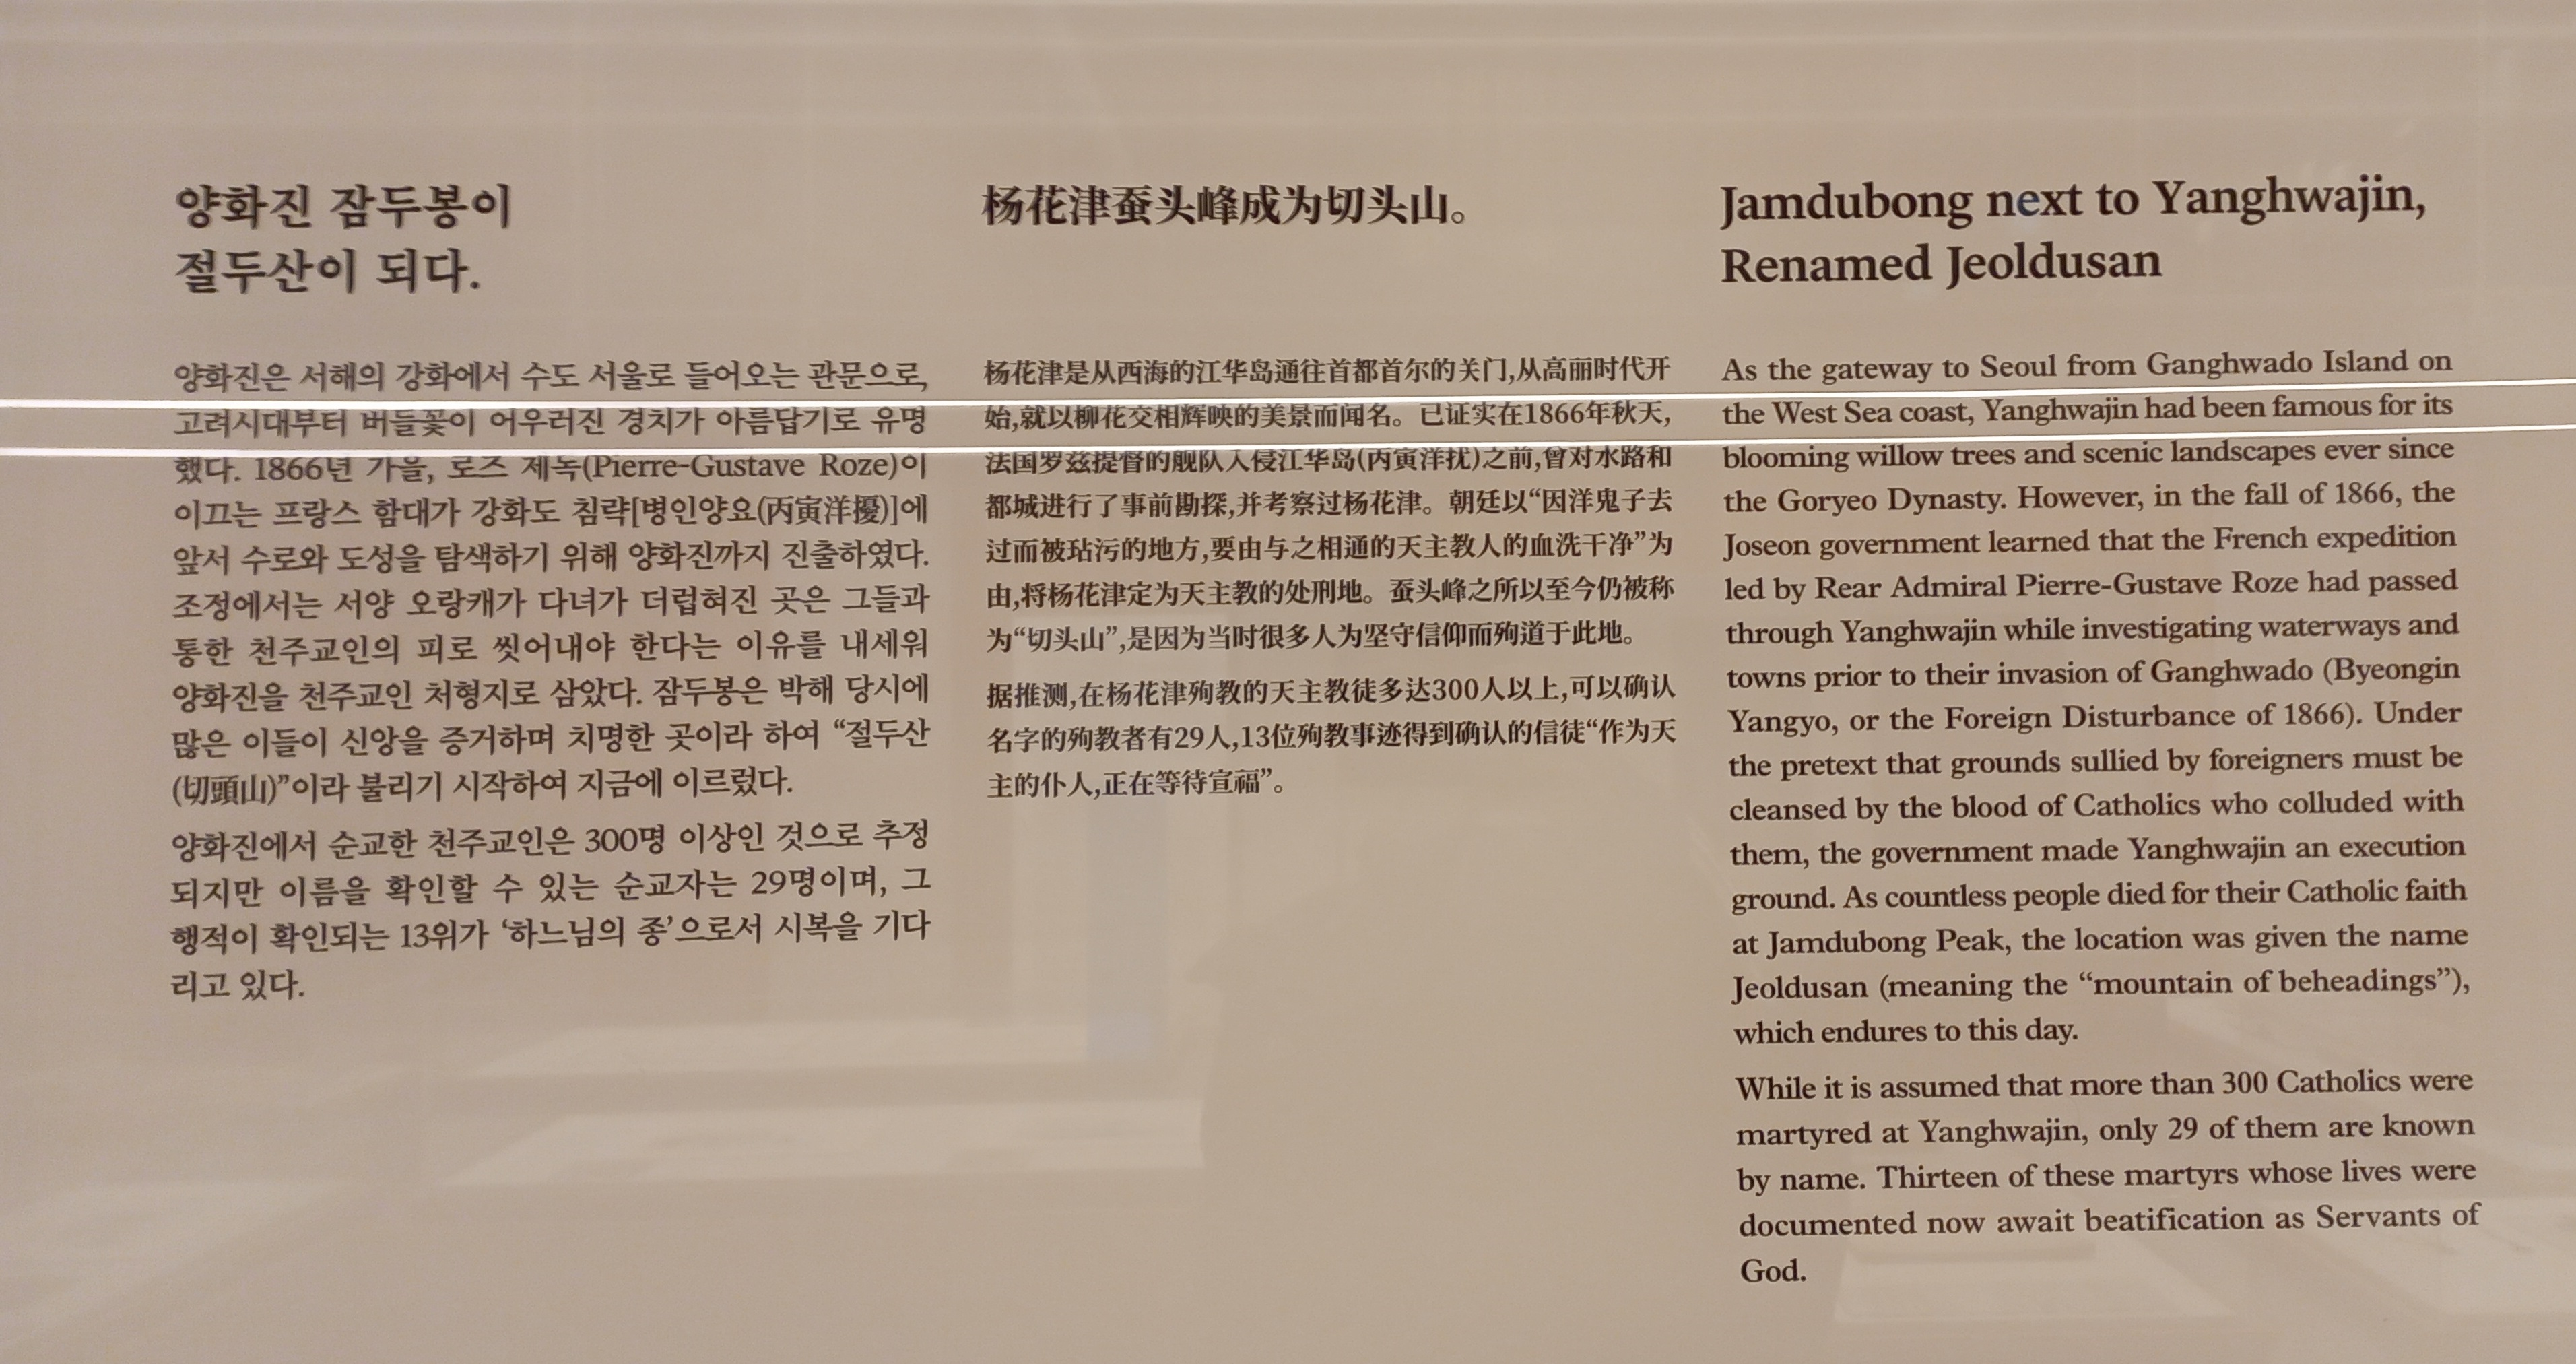 양화진 잠두봉이
절두산이 되다.
양화진은 서해의 강화에서 수도 서울로 들어오는 관문으로,
고려시대부터 버들꽃이 어우러진 경치가 아름답기로 유명
했다. 1866년 가을, 로즈 제독(Pierre-Gustave Roze)이
이끄는 프랑스 함대가 강화도 침략[병인양요(丙寅洋擾)]에
앞서 수로와 도성을 탐색하기 위해 양화진까지 진출하였다.
조정에서는 서양 오랑캐가 다녀가 더럽혀진 곳은 그들과
통한 천주교인의 피로 씻어내야 한다는 이유를 내세워
양화진을 천주교인 처형지로 삼았다. 잠두봉은 박해 당시에
많은 이들이 신앙을 증거하며 치명한 곳이라 하여 “절두산
(切頭山)”이라 불리기 시작하여 지금에 이르렀다.
양화진에서 순교한 천주교인은 300명 이상인 것으로 추정
되지만 이름을 확인할 수 있는 순교자는 29명이며, 그
행적이 확인되는 13위가 ‘하느님의 종’으로서 시복을 기다
리고 있다.
杨花津蚕头峰成为切头山。
杨花津是从西海的江华岛通往首都首尔的关门,从高丽时代开
始,就以柳花交相辉映的美景而闻名。已证实在1866年秋天,
法国罗兹提督的舰队入侵江华岛(丙寅洋扰)之前,曾对水路和
都城进行了事前勘探,并考察过杨花津。朝廷以“因洋鬼子去
过而被玷污的地方,要由与之相通的天主教人的血洗干净”为
由,将杨花津定为天主教的处刑地。蚕头峰之所以至今仍被称
为“切头山”,是因为当时很多人为坚守信仰而殉道于此地。
据推测,在杨花津殉教的天主教徒多达300人以上,可以确认
名字的殉教者有29人,13位殉教事迹得到确认的信徒“作为天
主的仆人,正在等待宣福”。
Jamdubong next to Yanghwajin,
Renamed Jeoldusan
As the gateway to Seoul from Ganghwado Island on
the West Sea coast, Yanghwajin had been famous for its
blooming willow trees and scenic landscapes ever since
the Goryeo Dynasty. However, in the fall of 1866, the
Joseon government learned that the French expedition
led by Rear Admiral Pierre-Gustave Roze had passed
through Yanghwajin while investigating waterways and
towns prior to their invasion of Ganghwado (Byeongin
Yangyo, or the Foreign Disturbance of 1866). Under
the pretext that grounds sullied by foreigners must be
cleansed by the blood of Catholics who colluded with
them, the government made Yanghwajin an execution
ground. As countless people died for their Catholic faith
at Jamdubong Peak, the location was given the name
Jeoldusan (meaning the “mountain of beheadings”),
which endures to this day.
While it is assumed that more than 300 Catholics were
martyred at Yanghwajin, only 29 of them are known
by name. Thirteen of these martyrs whose lives were
documented now await beatification as Servants of
God.